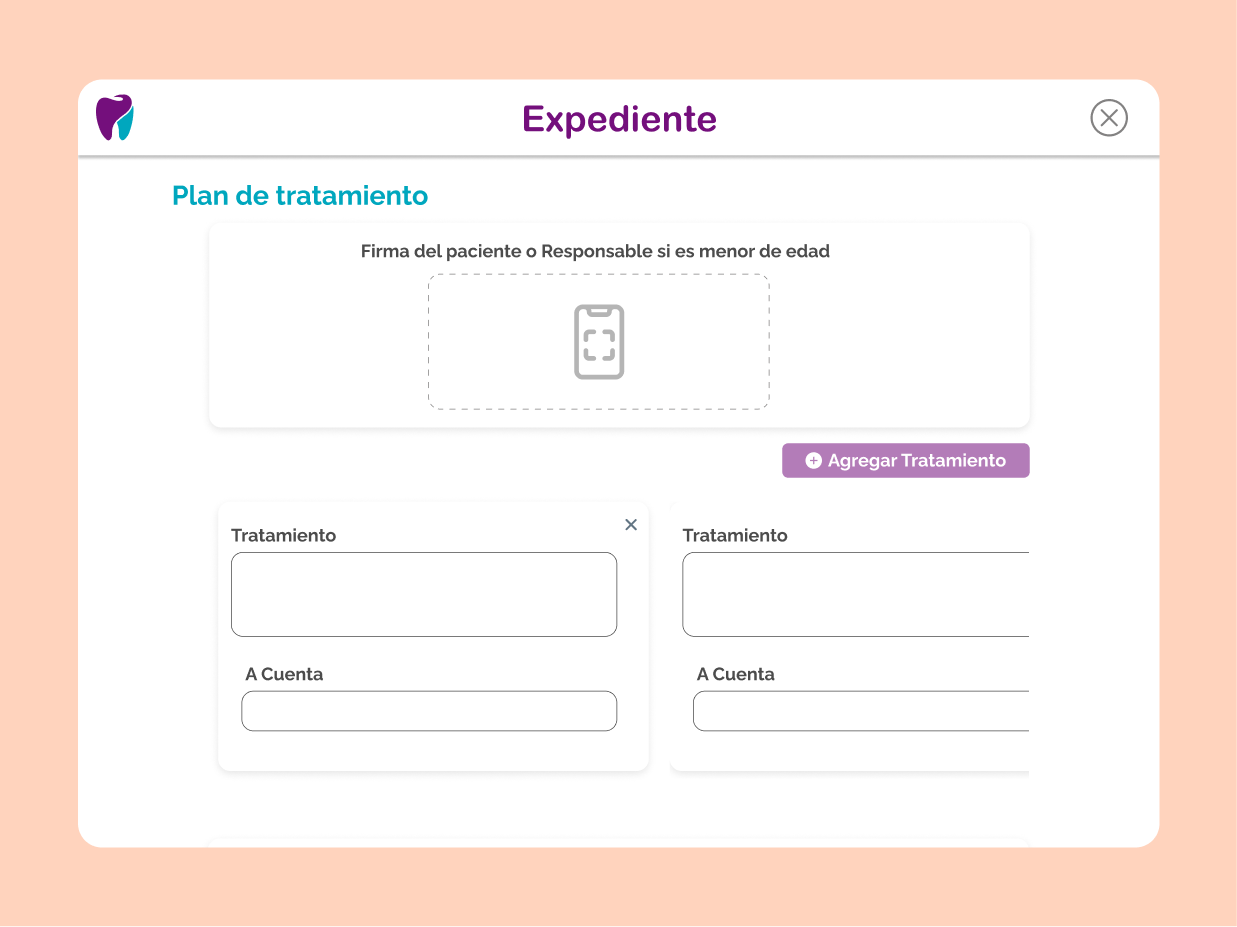 Expediente
Plan de tratamiento
Firma del paciente o Responsable si es menor de edad
Agregar Tratamiento
Tratamiento
A Cuenta
Tratamiento
A Cuenta